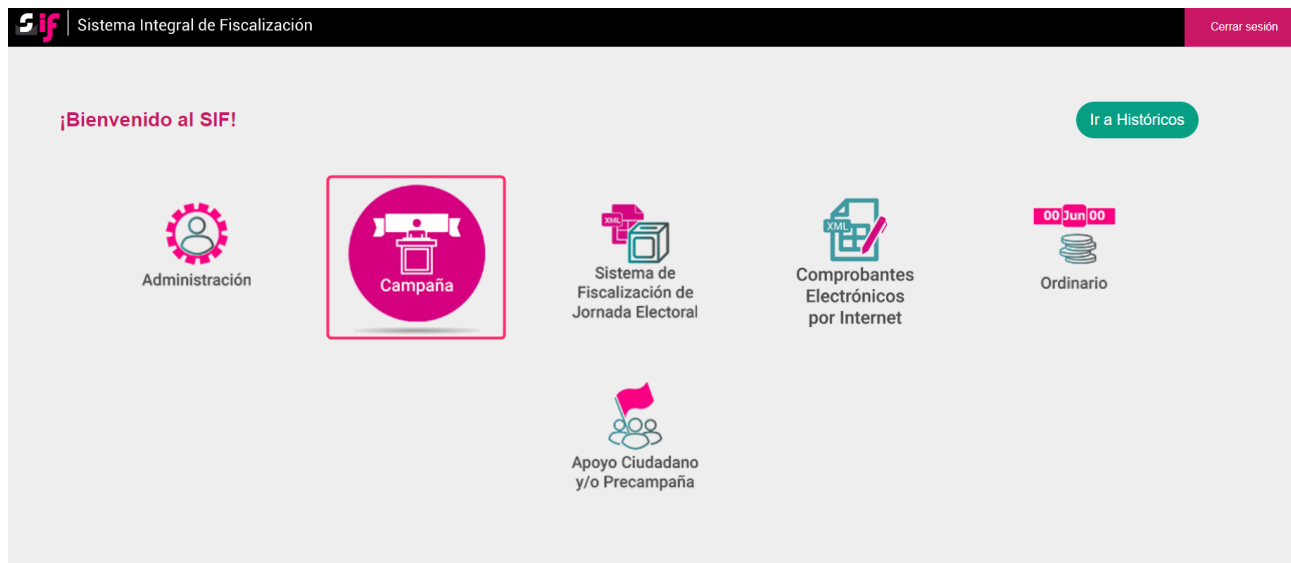 Sif Sistema Integral de Fiscalización
Cerrar sesión
¡Bienvenido al SIF!
Ir a Históricos
Administración
Campaña
XML
Sistema de
Fiscalización de
Jornada Electoral
XML
Comprobantes
Electrónicos
por Internet
00 Jun 00
Ordinario
Apoyo Ciudadano
y/o Precampaña